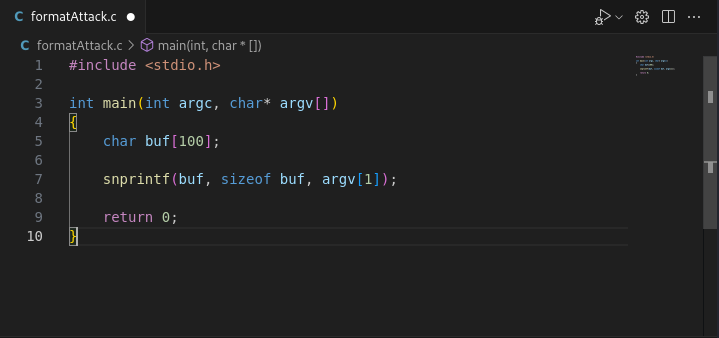 C formatAttack.c
C formatAttack.c > main(int, char * [])
1 #include <stdio.h>
2
3 int main(int argc, char* argv[])
4 {
5     char buf[100];
6
7     snprintf(buf, sizeof buf, argv[1]);
8
9     return 0;
10 }